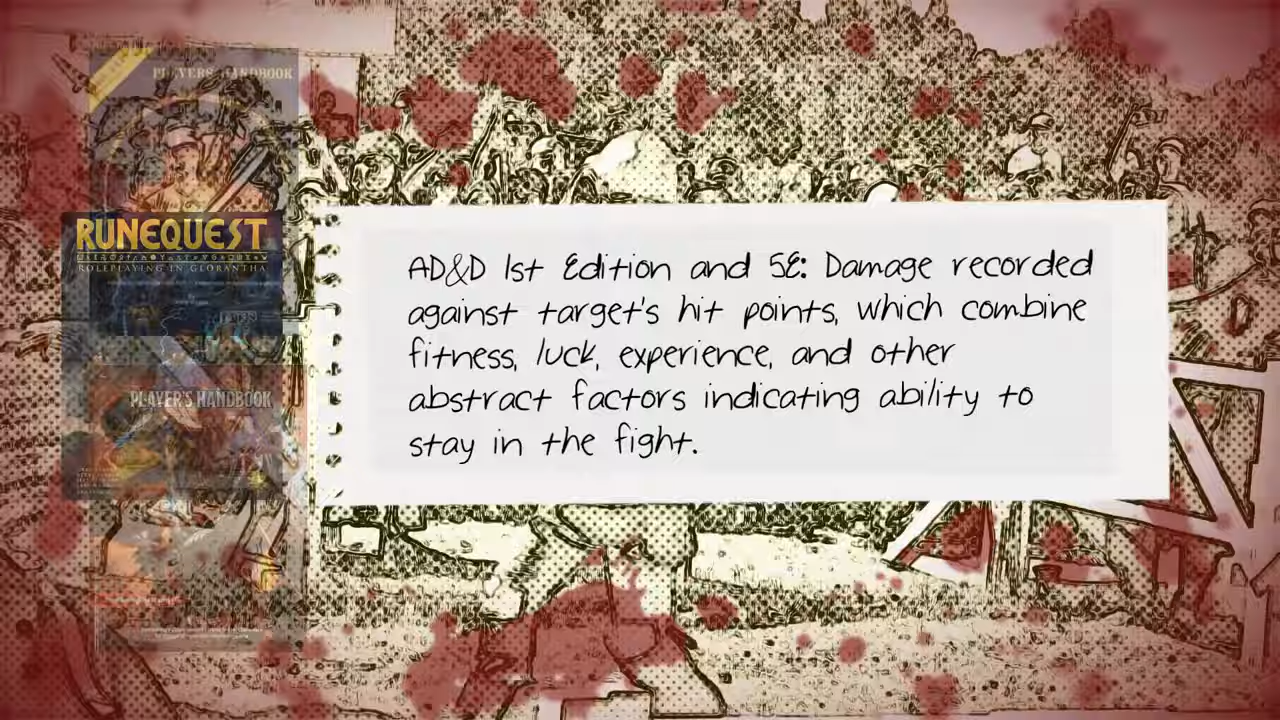 PLAYERS HANDBOOK
RUNEQUEST
ROLEPLAYING IN GLORANTHA
PLAYER'S HANDBOOK
AD&D 1st Edition and 5E: Damage recorded
against target's hit points, which combine
fitness, luck, experience, and other
abstract factors indicating ability to
stay in the fight.